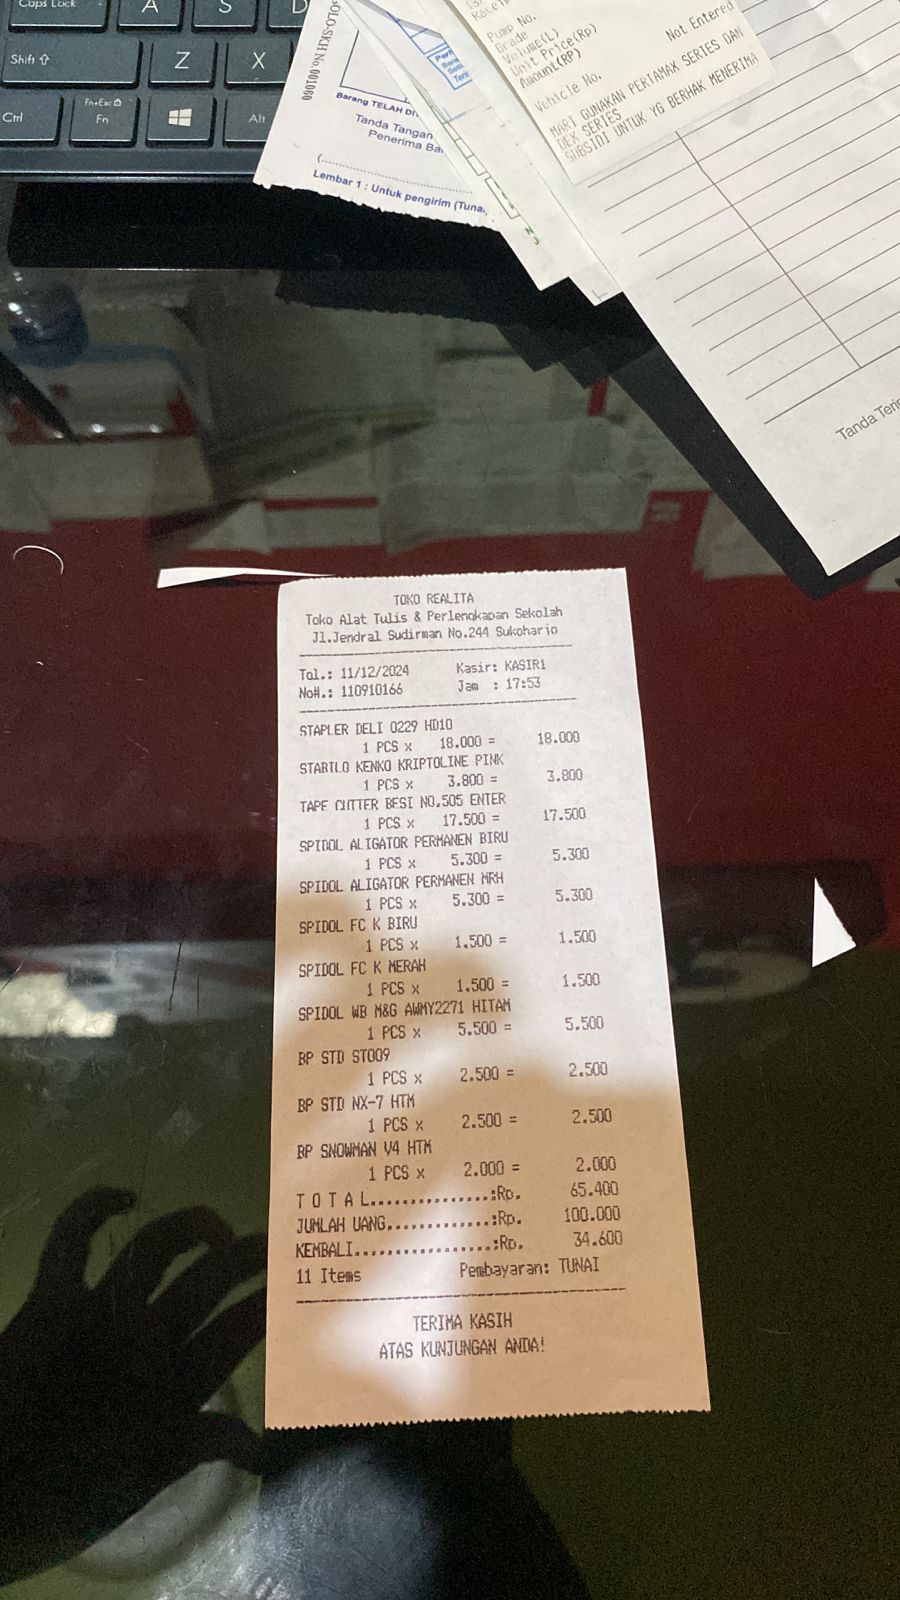 Caps Lock
A
S
D
Shift ⇧
Z
X
Ctrl
Fn+Esc
Fn
Alt
SOLO-SKH No.001060
Barang TELAH
Tanda Tangan
Penerima
Lembar 1 : Untuk pengirim
Pump No.
Grade
Volume(L)
Unit Price(Rp)
Amount(RP)
Vehicle No.
Not Entered
MARI GUNAKAN PERTAMAK SERIES DAN
DEX SERIES
SUBSIDI UNTUK YG BERHAK MENERIMA
Tanda
TOKO REALITA
Toko Alat Tulis & Perlengkapan Sekolah
Jl.Jendral Sudirman No.244 Sukoharjo
Tgl.: 11/12/2024 Kasir: KASIR1
No#.: 110910166 Jam : 17:53
STAPLER DELI 0229 HD10
1 PCS x 18.000 = 18.000
STABILO KENKO KRIPTOLINE PINK
1 PCS x 3.800 = 3.800
TAPE CUTTER BESI NO.505 ENTER
1 PCS x 17.500 = 17.500
SPIDOL ALIGATOR PERMANEN BIRU
1 PCS x 5.300 = 5.300
SPIDOL ALIGATOR PERMANEN MRH
1 PCS x 5.300 = 5.300
SPIDOL FC K BIRU
1 PCS x 1.500 = 1.500
SPIDOL FC K MERAH
1 PCS x 1.500 = 1.500
SPIDOL WB M&G AWMY2271 HITAM
1 PCS x 5.500 = 5.500
BP STD ST009
1 PCS x 2.500 = 2.500
BP STD NX-7 HTM
1 PCS x 2.500 = 2.500
BP SNOWMAN V4 HTM
1 PCS x 2.000 = 2.000
T O T A L...............:Rp. 65.400
JUMLAH UANG.............:Rp. 100.000
KEMBALI.................:Rp. 34.600
11 Items Pembayaran: TUNAI
TERIMA KASIH
ATAS KUNJUNGAN ANDA!